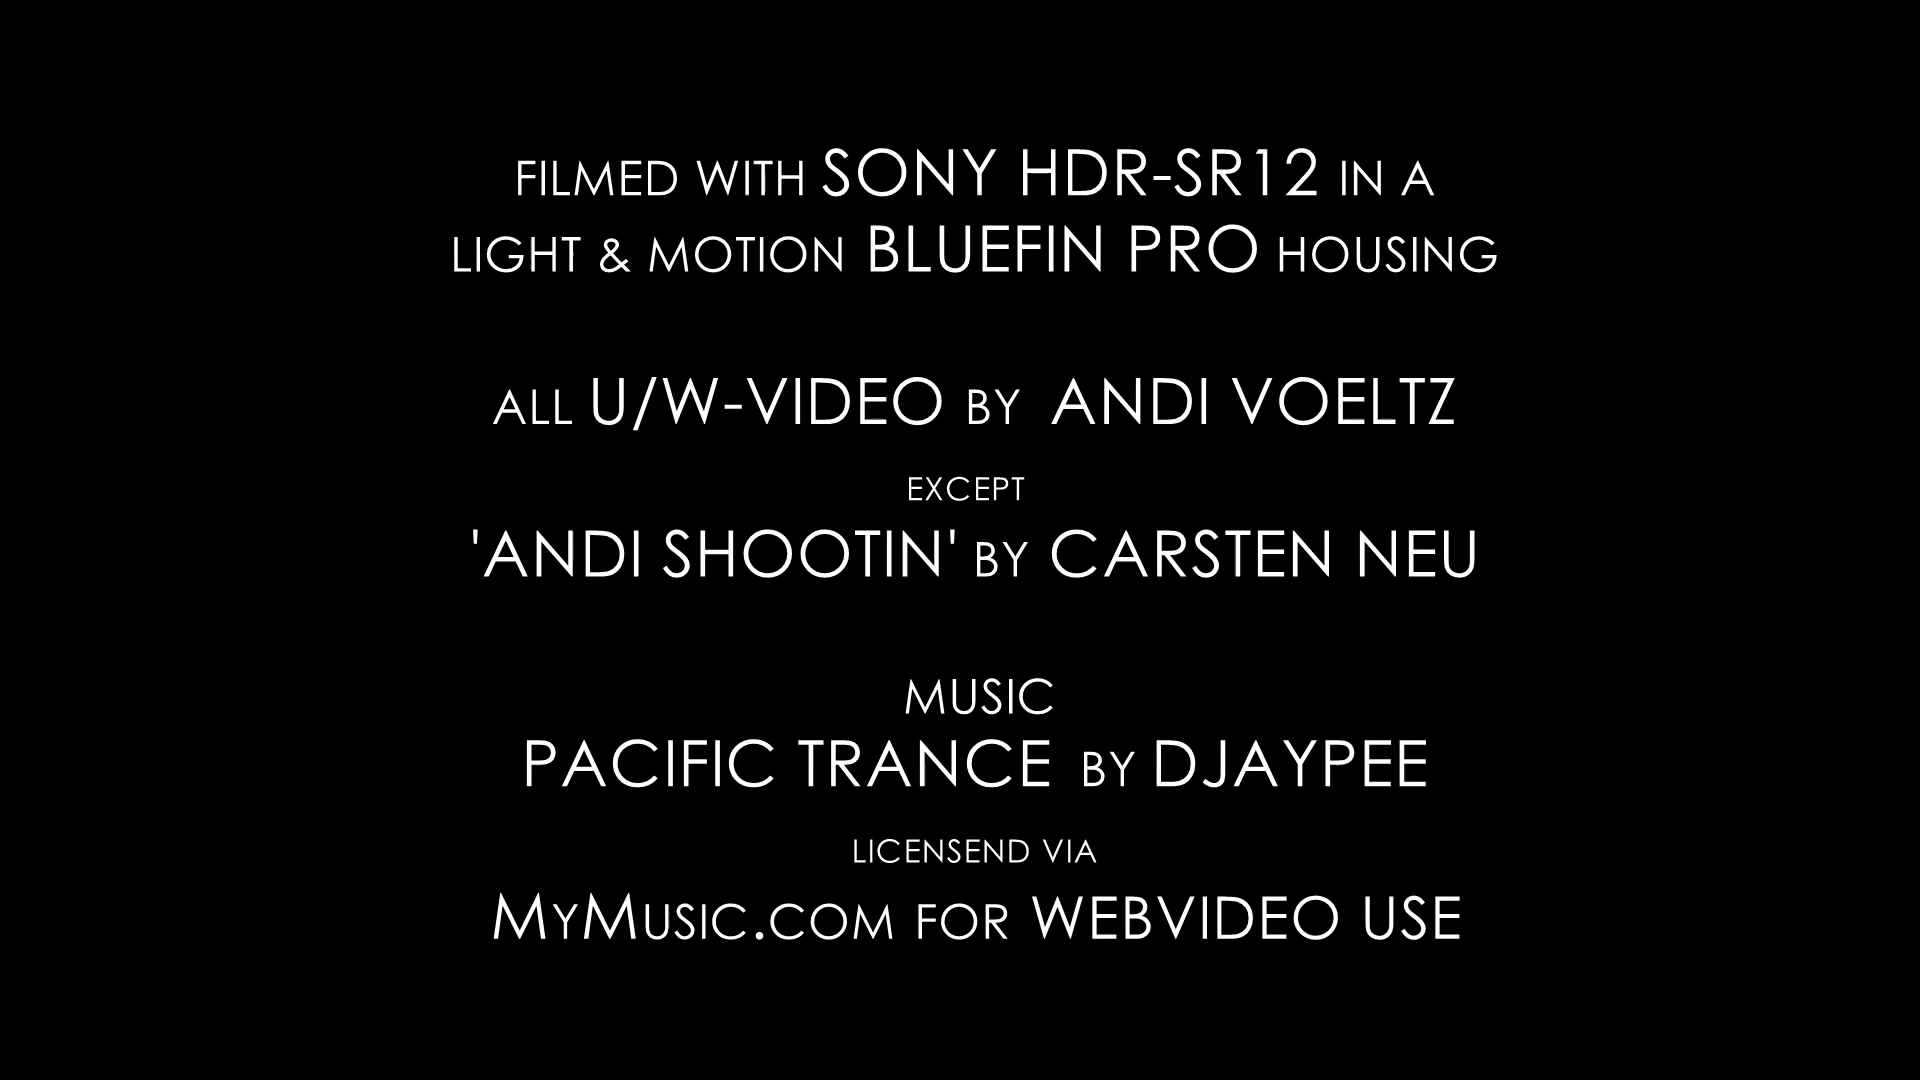 FILMED WITH SONY HDR-SR12 IN A
LIGHT & MOTION BLUEFIN PRO HOUSING
ALL U/W-VIDEO BY ANDI VOELTZ
EXCEPT
'ANDI SHOOTIN' BY CARSTEN NEU
MUSIC
PACIFIC TRANCE BY DJAYPEE
LICENSEND VIA
MYMUSIC.COM FOR WEBVIDEO USE